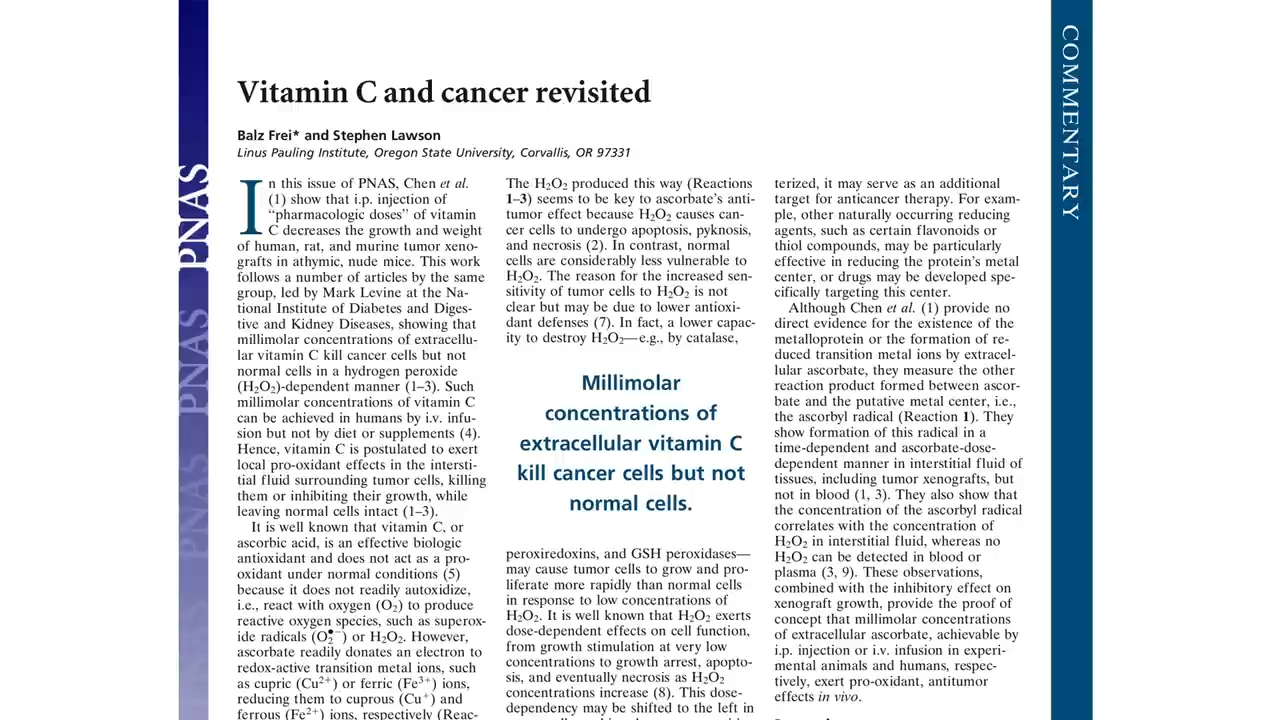 Vitamin C and cancer revisited
Balz Frei* and Stephen Lawson
Linus Pauling Institute, Oregon State University, Corvallis, OR 97331
In this issue of PNAS, Chen et al.
(1) show that i.p. injection of
“pharmacologic doses” of vitamin
C decreases the growth and weight
of human, rat, and murine tumor xeno-
grafts in athymic, nude mice. This work
follows a number of articles by the same
group, led by Mark Levine at the Na-
tional Institute of Diabetes and Diges-
tive and Kidney Diseases, showing that
millimolar concentrations of extracellu-
lar vitamin C kill cancer cells but not
normal cells in a hydrogen peroxide
(H₂O₂)-dependent manner (1–3). Such
millimolar concentrations of vitamin C
can be achieved in humans by i.v. infu-
sion but not by diet or supplements (4).
Hence, vitamin C is postulated to exert
local pro-oxidant effects in the intersti-
tial fluid surrounding tumor cells, killing
them or inhibiting their growth, while
leaving normal cells intact (1–3).
It is well known that vitamin C, or
ascorbic acid, is an effective biologic
antioxidant and does not act as a pro-
oxidant under normal conditions (5)
because it does not readily autoxidize,
i.e., react with oxygen (O₂) to produce
reactive oxygen species, such as superox-
ide radicals (O₂•⁻) or H₂O₂. However,
ascorbate readily donates an electron to
redox-active transition metal ions, such
as cupric (Cu²⁺) or ferric (Fe³⁺) ions,
reducing them to cuprous (Cu⁺) and
ferrous (Fe²⁺) ions, respectively (Reac-
The H₂O₂ produced this way (Reactions
1–3) seems to be key to ascorbate's anti-
tumor effect because H₂O₂ causes can-
cer cells to undergo apoptosis, pyknosis,
and necrosis (2). In contrast, normal
cells are considerably less vulnerable to
H₂O₂. The reason for the increased sen-
sitivity of tumor cells to H₂O₂ is not
clear but may be due to lower antioxi-
dant defenses (7). In fact, a lower capac-
ity to destroy H₂O₂—e.g., by catalase,
Millimolar
concentrations of
extracellular vitamin C
kill cancer cells but not
normal cells.
peroxiredoxins, and GSH peroxidases—
may cause tumor cells to grow and pro-
liferate more rapidly than normal cells
in response to low concentrations of
H₂O₂. It is well known that H₂O₂ exerts
dose-dependent effects on cell function,
from growth stimulation at very low
concentrations to growth arrest, apopto-
sis, and eventually necrosis as H₂O₂
concentrations increase (8). This dose-
dependency may be shifted to the left in
terized, it may serve as an additional
target for anticancer therapy. For exam-
ple, other naturally occurring reducing
agents, such as certain flavonoids or
thiol compounds, may be particularly
effective in reducing the protein's metal
center, or drugs may be developed spe-
cifically targeting this center.
Although Chen et al. (1) provide no
direct evidence for the existence of the
metalloprotein or the formation of re-
duced transition metal ions by extracel-
lular ascorbate, they measure the other
reaction product formed between ascor-
bate and the putative metal center, i.e.,
the ascorbyl radical (Reaction 1). They
show formation of this radical in a
time-dependent and ascorbate-dose-
dependent manner in interstitial fluid of
tissues, including tumor xenografts, but
not in blood (1, 3). They also show that
the concentration of the ascorbyl radical
correlates with the concentration of
H₂O₂ in interstitial fluid, whereas no
H₂O₂ can be detected in blood or
plasma (3, 9). These observations,
combined with the inhibitory effect on
xenograft growth, provide the proof of
concept that millimolar concentrations
of extracellular ascorbate, achievable by
i.p. injection or i.v. infusion in experi-
mental animals and humans, respec-
tively, exert pro-oxidant, antitumor
effects in vivo.
COMMENTARY
PNAS
PNAS
PNAS
PNAS
PNAS